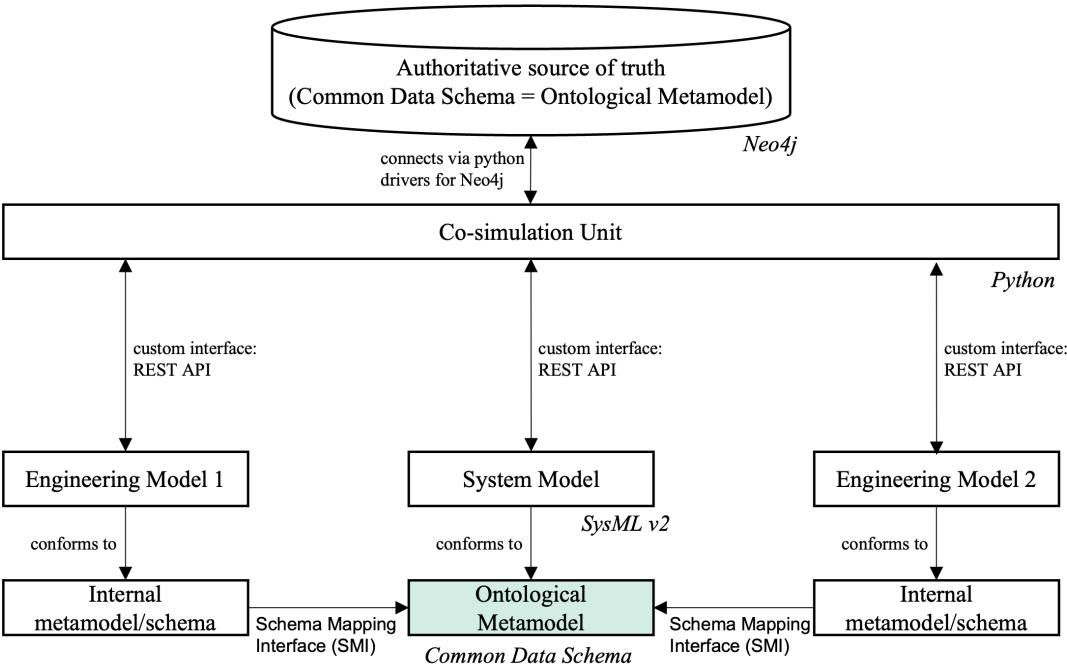 Authoritative source of truth
(Common Data Schema = Ontological Metamodel)
Neo4j
connects via python
drivers for Neo4j
Co-simulation Unit
Python
custom interface:
REST API
custom interface:
REST API
custom interface:
REST API
Engineering Model 1
System Model
Engineering Model 2
SysML v2
conforms to
conforms to
conforms to
Internal
metamodel/schema
Ontological
Metamodel
Internal
metamodel/schema
Schema Mapping
Interface (SMI)
Schema Mapping
Interface (SMI)
Common Data Schema